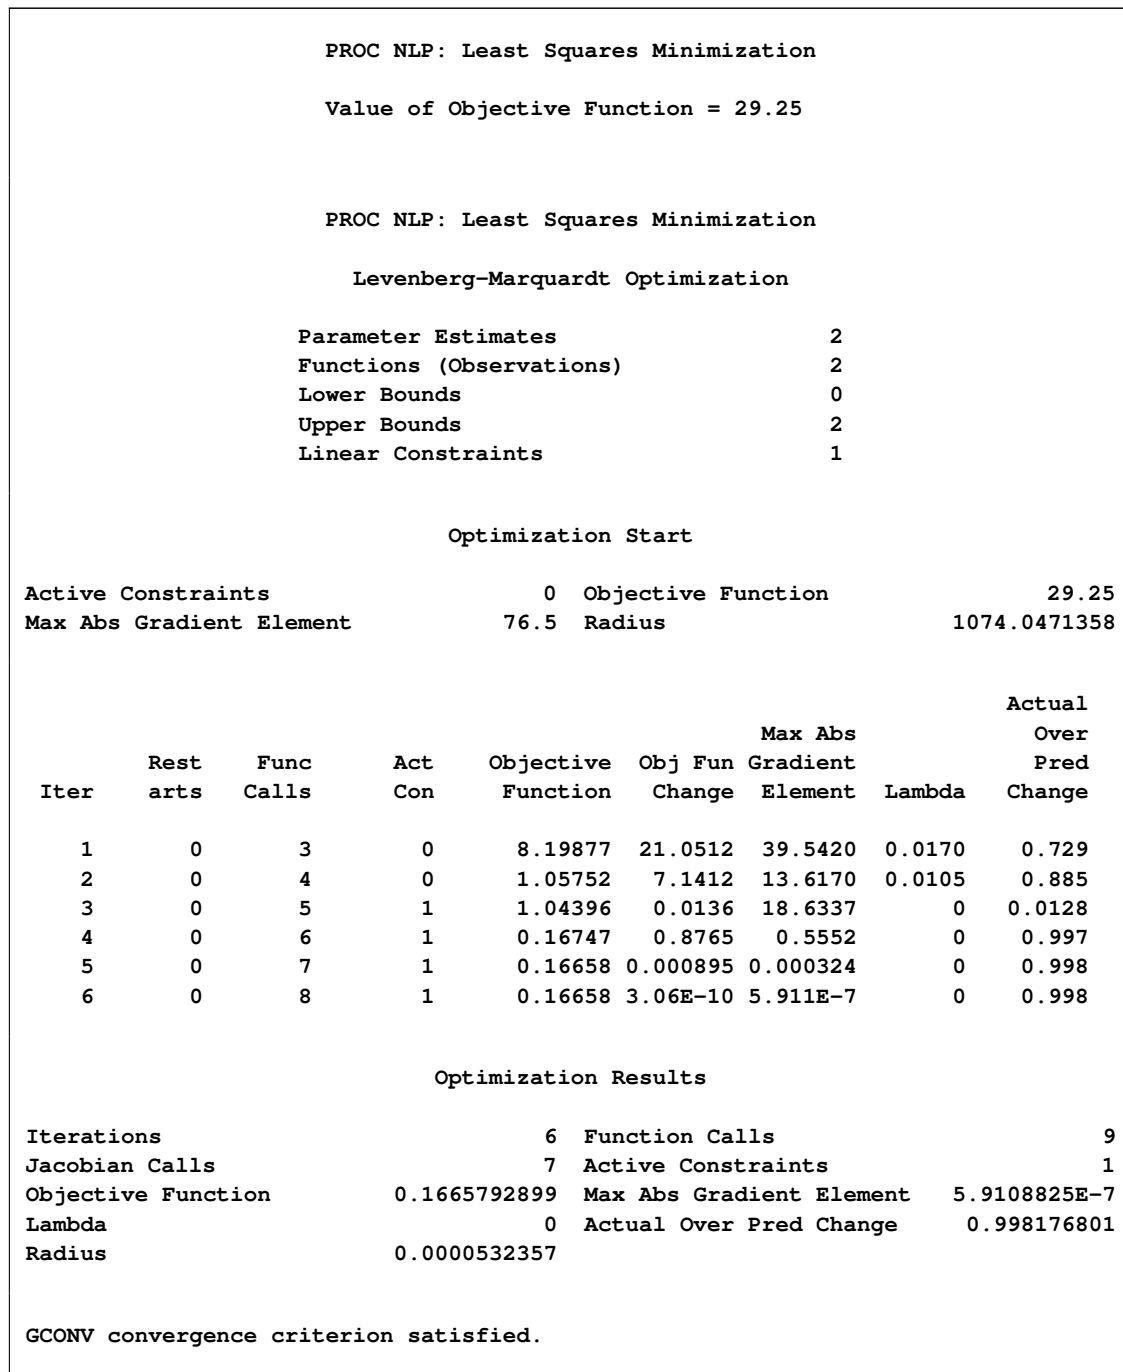 PROC NLP: Least Squares Minimization
Value of Objective Function = 29.25
PROC NLP: Least Squares Minimization
Levenberg-Marquardt Optimization
Parameter Estimates 2
Functions (Observations) 2
Lower Bounds 0
Upper Bounds 2
Linear Constraints 1
Optimization Start
Active Constraints 0 Objective Function 29.25
Max Abs Gradient Element 76.5 Radius 1074.0471358
Actual
Max Abs Over
Rest Func Act Objective Obj Fun Gradient Pred
Iter arts Calls Con Function Change Element Lambda Change
1 0 3 0 8.19877 21.0512 39.5420 0.0170 0.729
2 0 4 0 1.05752 7.1412 13.6170 0.0105 0.885
3 0 5 1 1.04396 0.0136 18.6337 0 0.0128
4 0 6 1 0.16747 0.8765 0.5552 0 0.997
5 0 7 1 0.16658 0.000895 0.000324 0 0.998
6 0 8 1 0.16658 3.06E-10 5.911E-7 0 0.998
Optimization Results
Iterations 6 Function Calls 9
Jacobian Calls 7 Active Constraints 1
Objective Function 0.1665792899 Max Abs Gradient Element 5.9108825E-7
Lambda 0 Actual Over Pred Change 0.998176801
Radius 0.0000532357
GCONV convergence criterion satisfied.